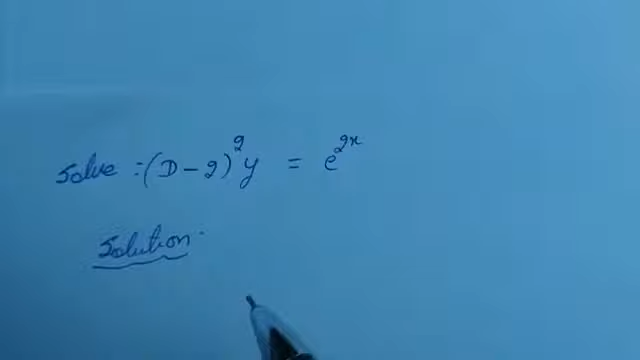 Solve : (D - 2)²y = e²ˣ
Solution.